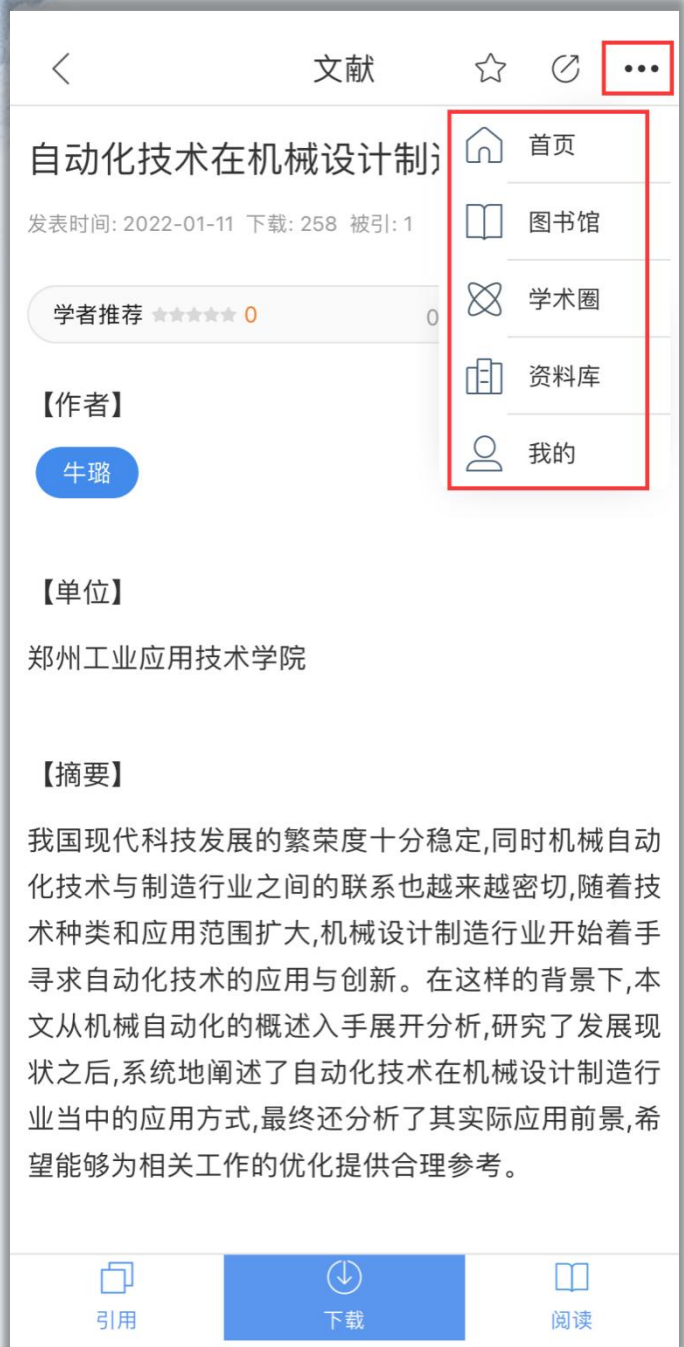 文献
自动化技术在机械设计制
发表时间: 2022-01-11 下载: 258 被引: 1
学者推荐 0
0
首页
图书馆
学术圈
资料库
我的
【作者】
牛璐
【单位】
郑州工业应用技术学院
【摘要】
我国现代科技发展的繁荣度十分稳定,同时机械自动
化技术与制造行业之间的联系也越来越密切,随着技
术种类和应用范围扩大,机械设计制造行业开始着手
寻求自动化技术的应用与创新。在这样的背景下,本
文从机械自动化的概述入手展开分析,研究了发展现
状之后,系统地阐述了自动化技术在机械设计制造行
业当中的应用方式,最终还分析了其实际应用前景,希
望能够为相关工作的优化提供合理参考。
引用
下载
阅读